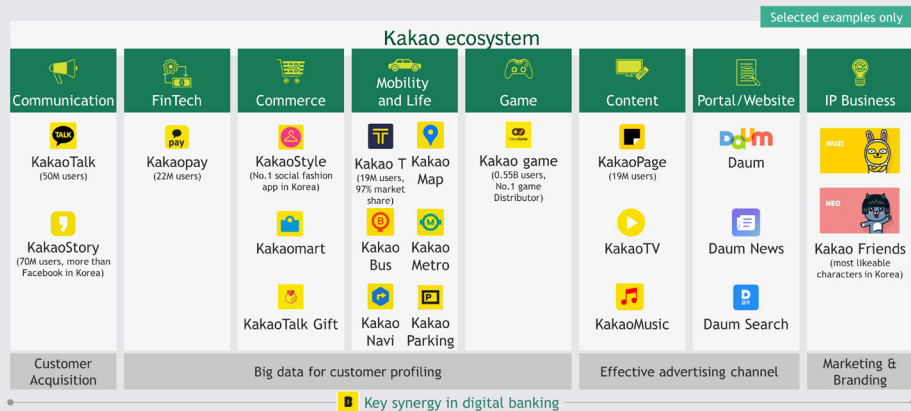 Selected examples only
Kakao ecosystem
Communication
FinTech
Commerce
Mobility
and Life
Game
Content
Portal/Website
IP Business
TALK
KakaoTalk
(50M users)
KakaoStory
(70M users, more than
Facebook in Korea)
pay
Kakaopay
(22M users)
KakaoStyle
(No.1 social fashion
app in Korea)
Kakaomart
KakaoTalk Gift
T
Kakao T
(19M users,
97% market
share)
Kakao
Map
B
Kakao
Bus
M
Kakao
Metro
Kakao
Navi
P
Kakao
Parking
Kakao game
(0.55B users,
No.1 game
Distributor)
KakaoPage
(19M users)
KakaoTV
KakaoMusic
Daum
Daum
Daum News
Daum Search
MUZI
NEO
Kakao Friends
(most likeable
characters in Korea)
Customer
Acquisition
Big data for customer profiling
Effective advertising channel
Marketing &
Branding
B
Key synergy in digital banking